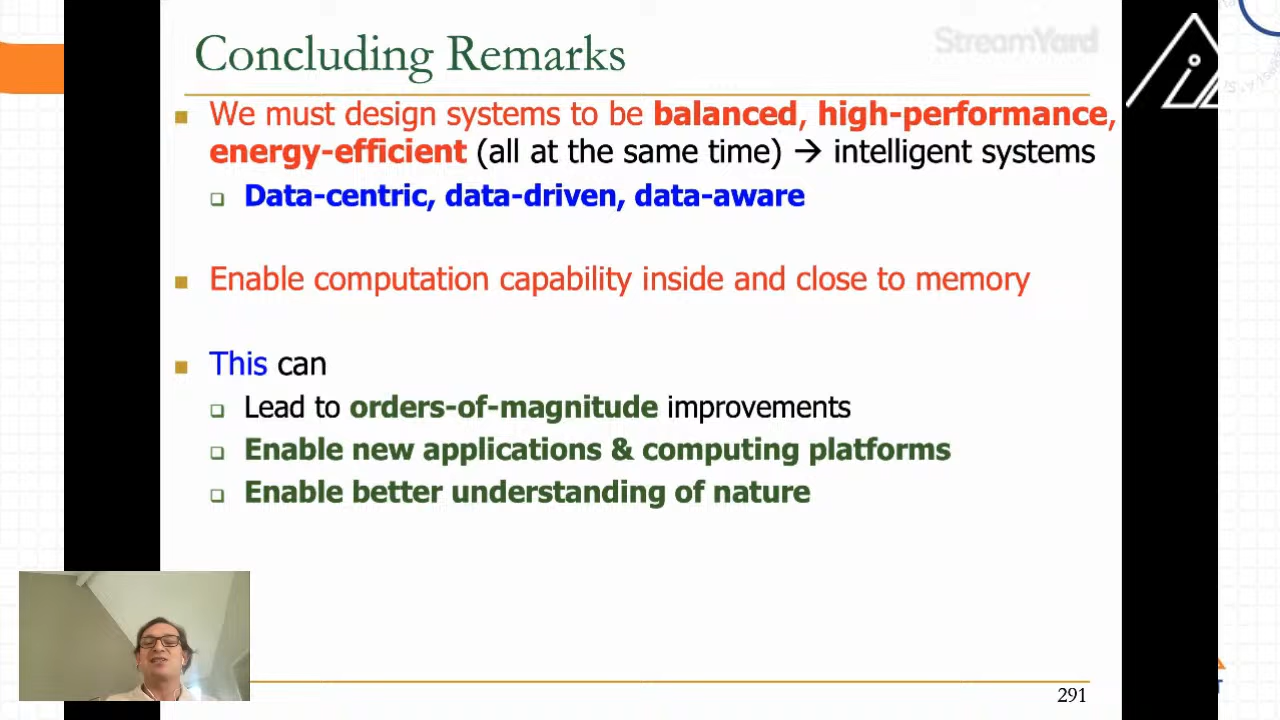 StreamYard
Concluding Remarks
■ We must design systems to be balanced, high-performance,
energy-efficient (all at the same time) → intelligent systems
❑ Data-centric, data-driven, data-aware
■ Enable computation capability inside and close to memory
■ This can
❑ Lead to orders-of-magnitude improvements
❑ Enable new applications & computing platforms
❑ Enable better understanding of nature
291